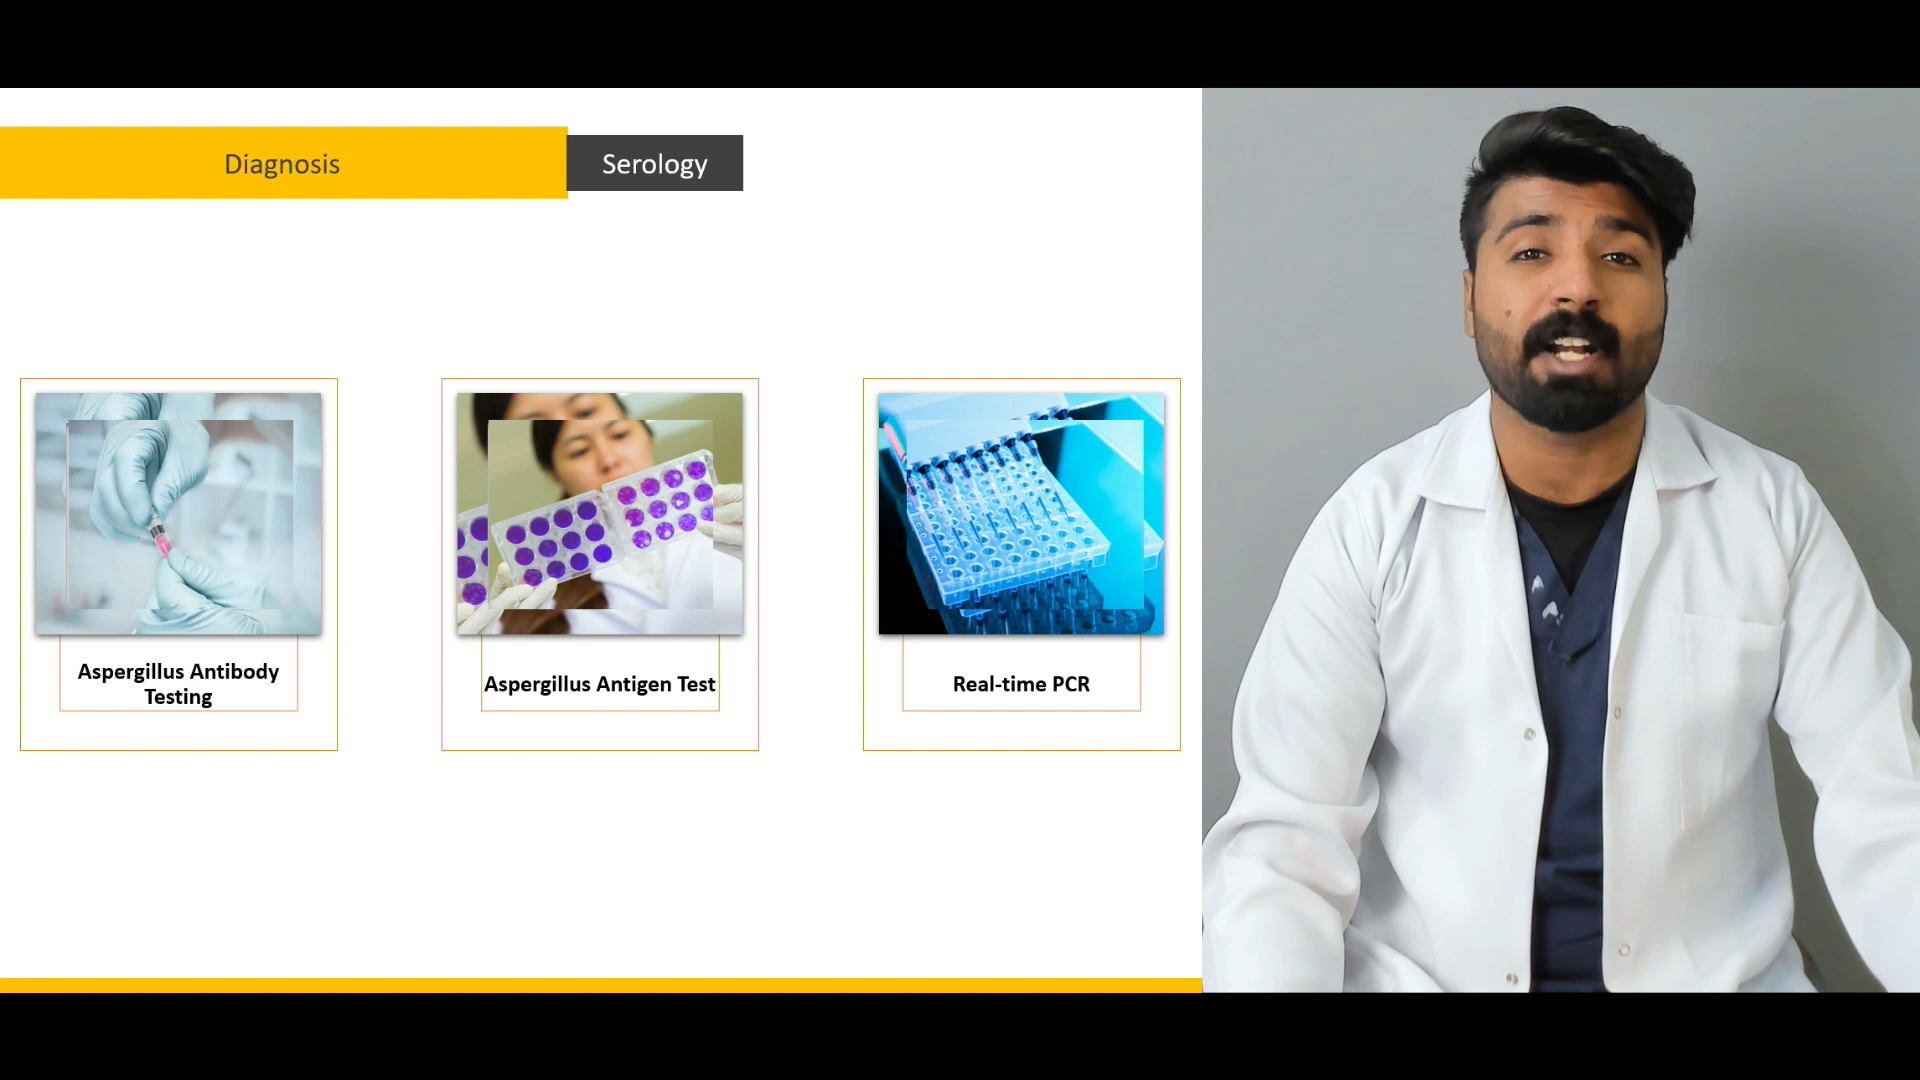 Diagnosis
Serology
Aspergillus Antibody
Testing
Aspergillus Antigen Test
Real-time PCR